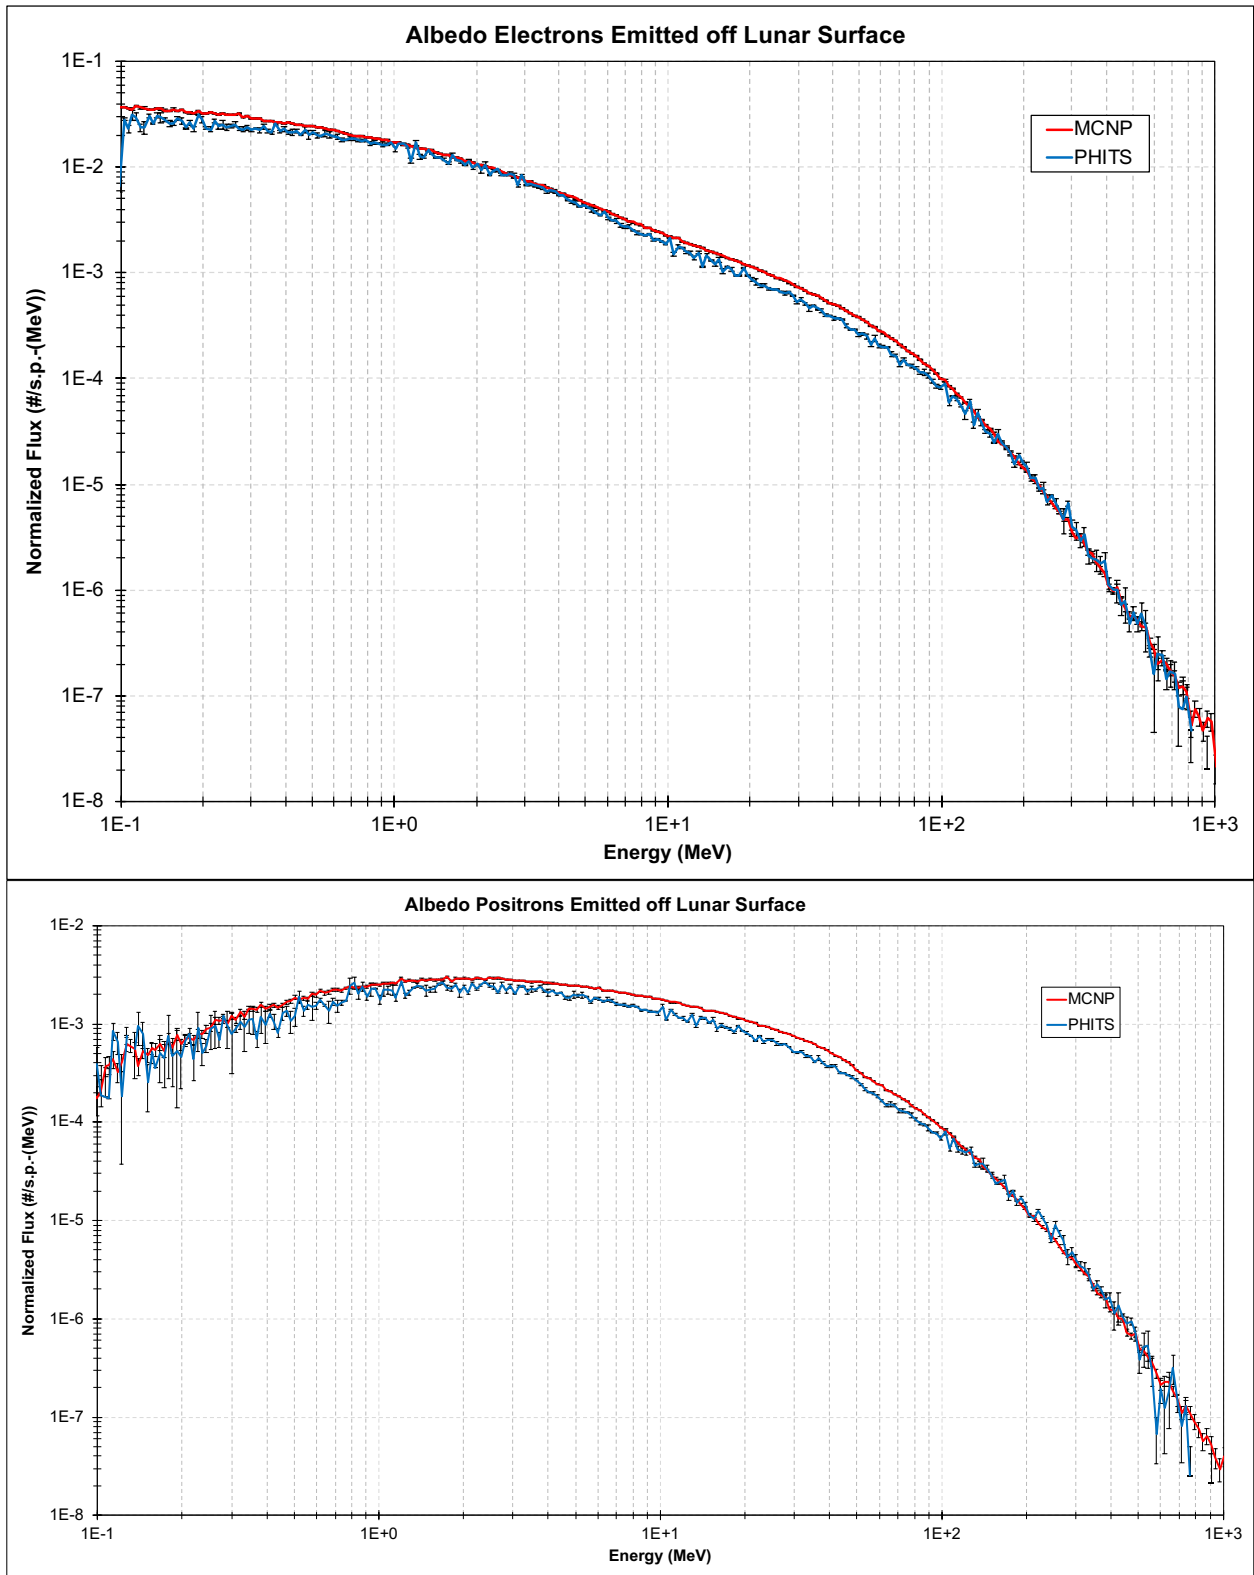 Albedo Electrons Emitted off Lunar Surface
Normalized Flux (#/s.p.-(MeV))
1E-1
1E-2
1E-3
1E-4
1E-5
1E-6
1E-7
1E-8
MCNP
PHITS
1E-1 1E+0 1E+1 1E+2 1E+3
Energy (MeV)
Albedo Positrons Emitted off Lunar Surface
Normalized Flux (#/s.p.-(MeV))
1E-2
1E-3
1E-4
1E-5
1E-6
1E-7
1E-8
MCNP
PHITS
1E-1 1E+0 1E+1 1E+2 1E+3
Energy (MeV)